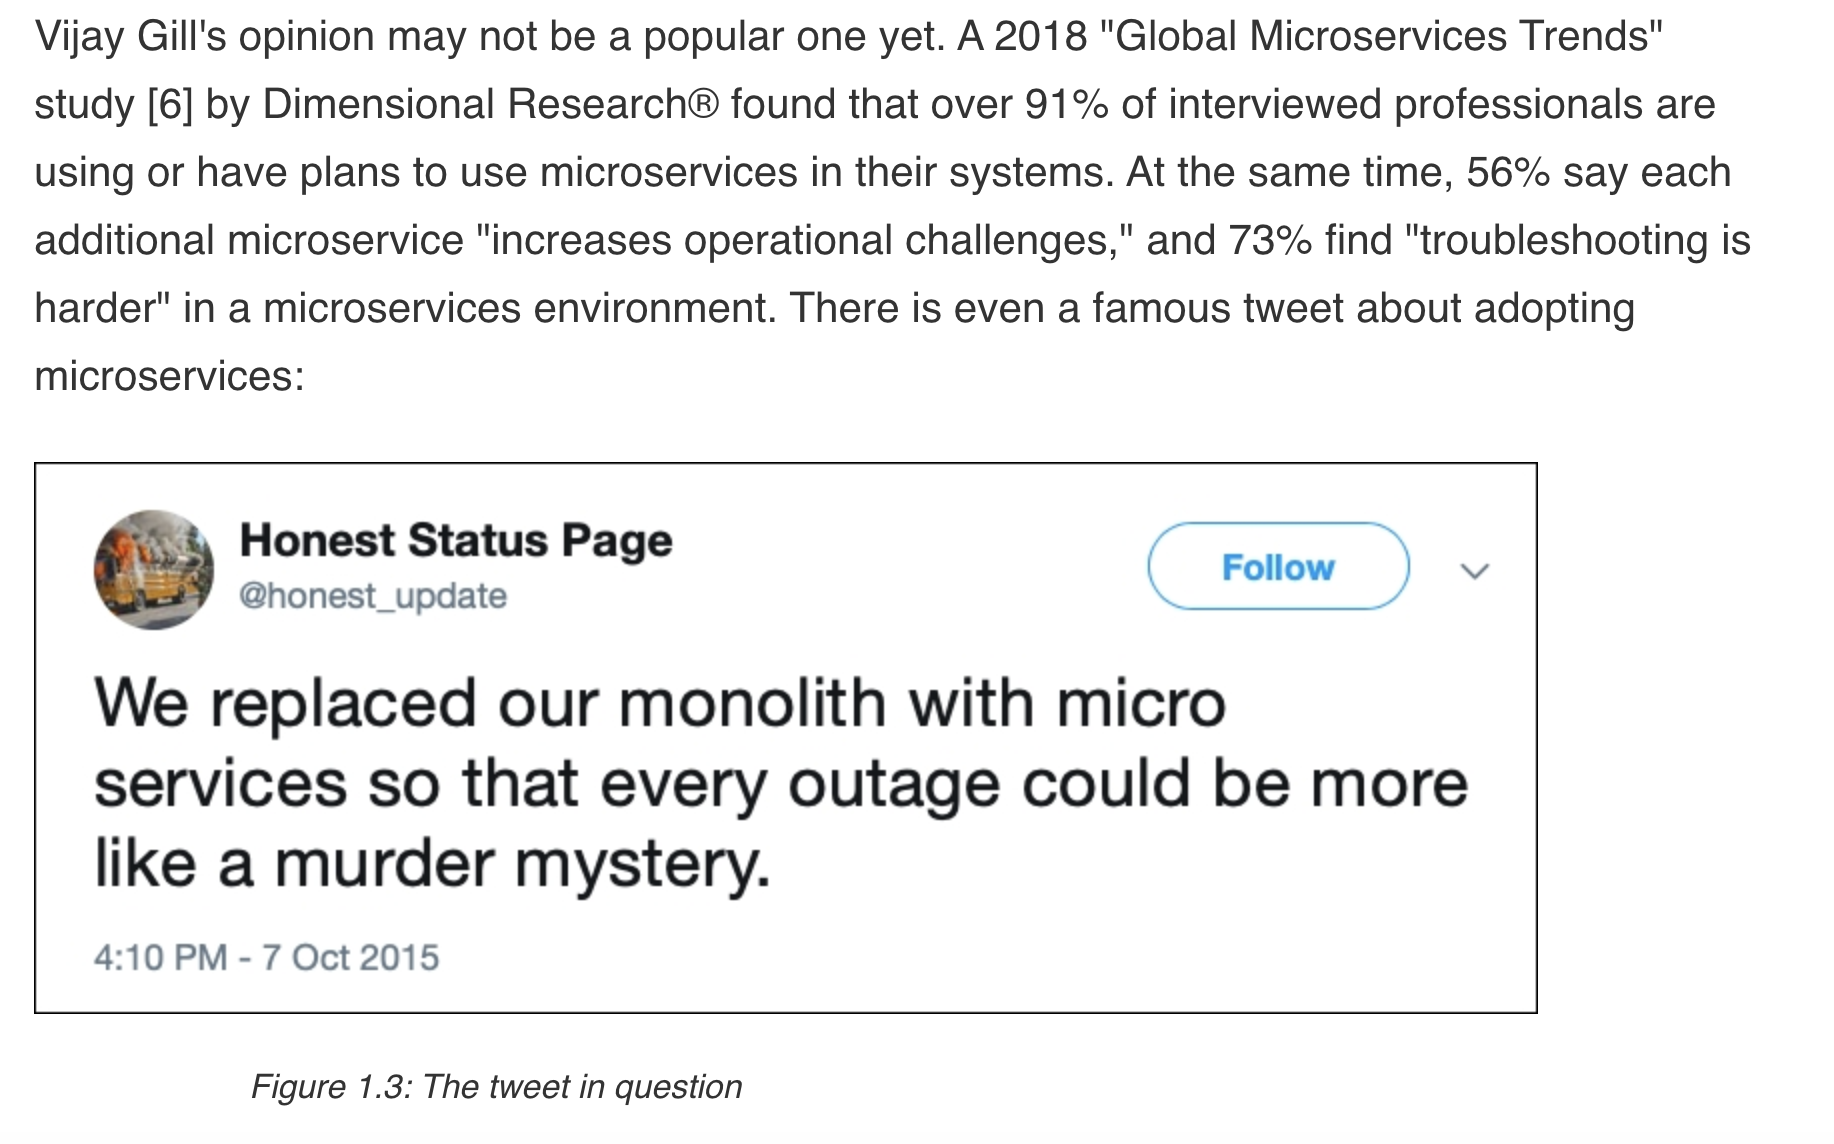 Vijay Gill's opinion may not be a popular one yet. A 2018 "Global Microservices Trends"
study [6] by Dimensional Research® found that over 91% of interviewed professionals are
using or have plans to use microservices in their systems. At the same time, 56% say each
additional microservice "increases operational challenges," and 73% find "troubleshooting is
harder" in a microservices environment. There is even a famous tweet about adopting
microservices:
Honest Status Page
@honest_update
Follow
We replaced our monolith with micro
services so that every outage could be more
like a murder mystery.
4:10 PM - 7 Oct 2015
Figure 1.3: The tweet in question